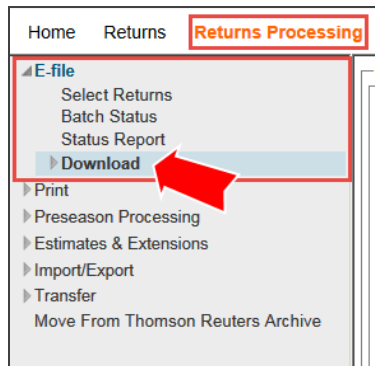 Home Returns Returns Processing
E-file
Select Returns
Batch Status
Status Report
Download
Print
Preseason Processing
Estimates & Extensions
Import/Export
Transfer
Move From Thomson Reuters Archive